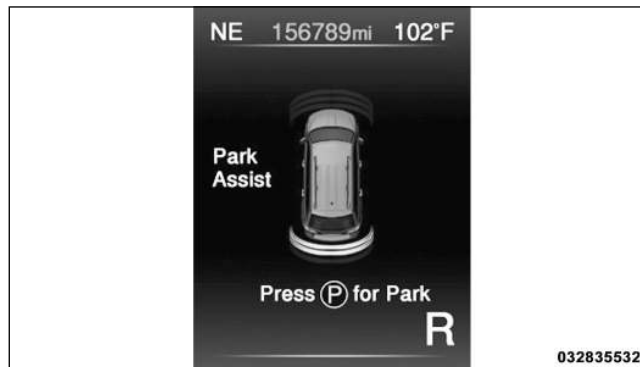 NE 156789mi 102°F
Park
Assist
Press Ⓟ for Park
R
032835532